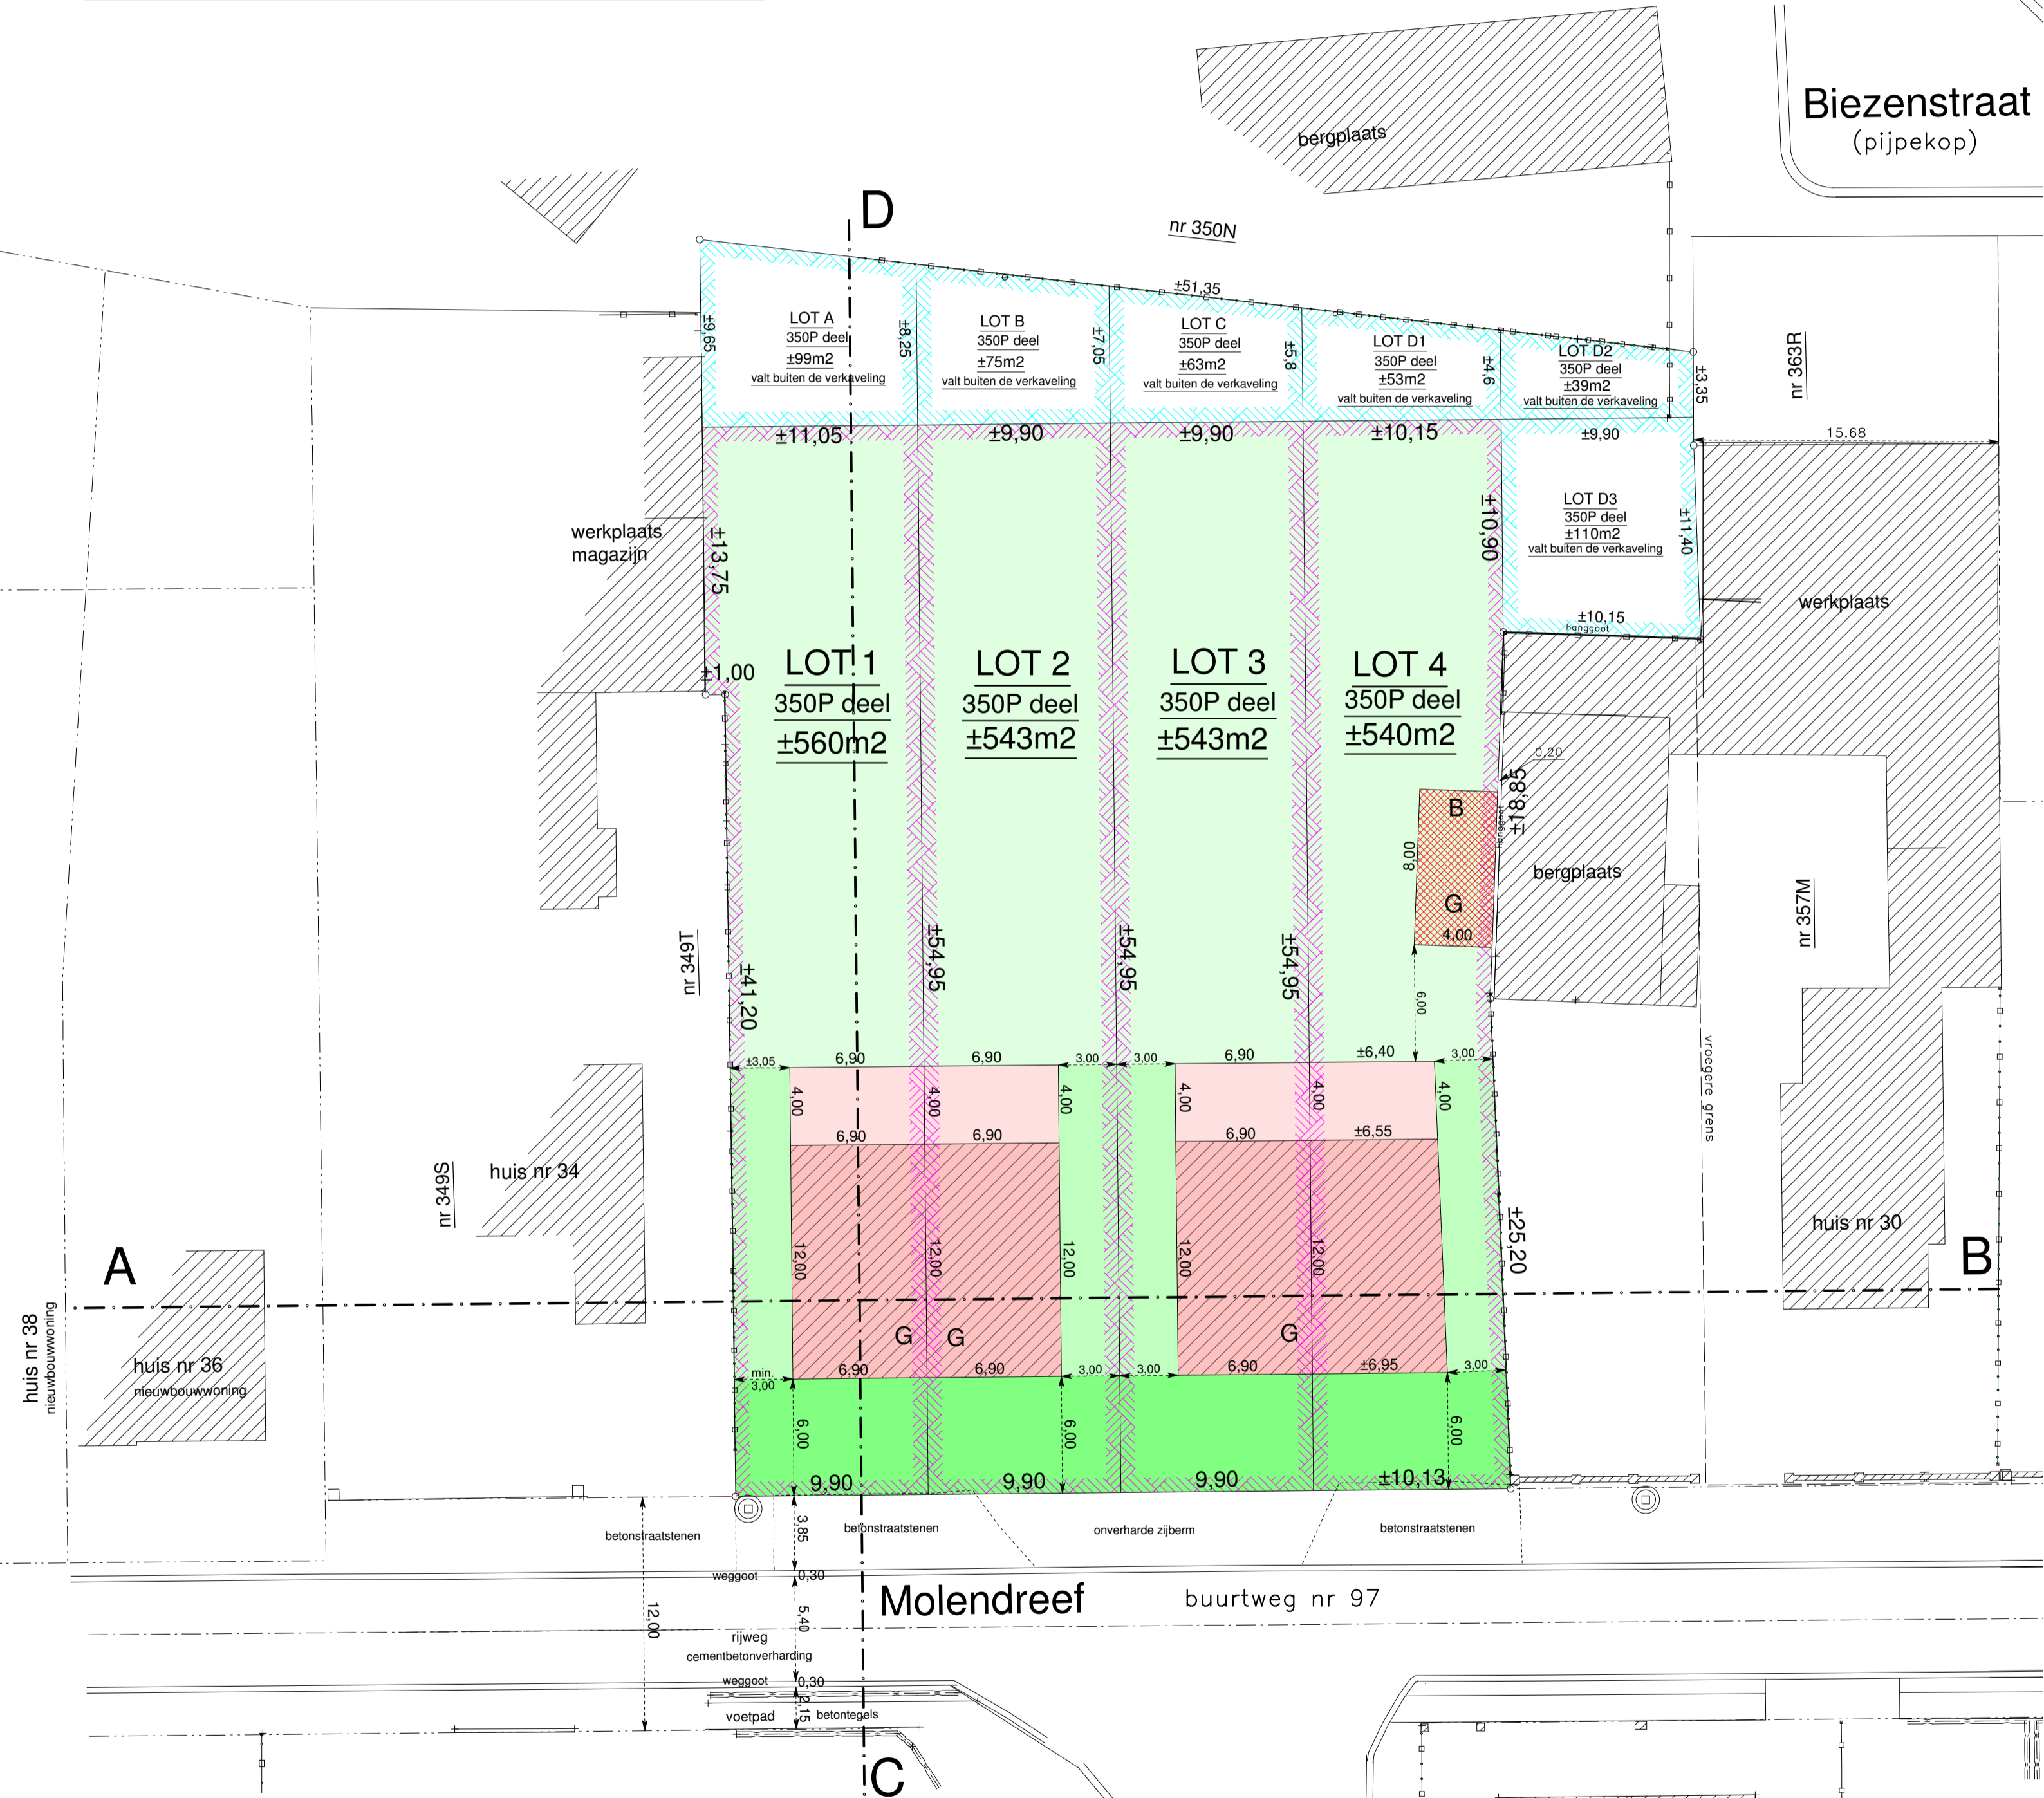 Biezenstraat
(pijpekop)
bergplaats
D
nr 350N
±51,35
LOT A
350P deel
±99m2
valt buiten de verkaveling
±9,65
±8,25
LOT B
350P deel
±75m2
valt buiten de verkaveling
±7,05
LOT C
350P deel
±63m2
valt buiten de verkaveling
±5,8
LOT D1
350P deel
±53m2
valt buiten de verkaveling
±4,6
LOT D2
350P deel
±39m2
valt buiten de verkaveling
±3,35
nr 363R
±11,05
±9,90
±9,90
±10,15
±9,90
15.68
LOT D3
350P deel
±110m2
valt buiten de verkaveling
±10,90
±11,40
±10,15
hanggoot
werkplaats
magazijn
±13,75
±1,00
werkplaats
LOT 1
350P deel
±560m2
LOT 2
350P deel
±543m2
LOT 3
350P deel
±543m2
LOT 4
350P deel
±540m2
0,20
±18,85
hanggoot
B
8,00
G
4,00
6,00
bergplaats
nr 357M
nr 349T
±41,20
±54,95
±54,95
±54,95
vroegere grens
±3,05
6,90
6,90
3,00
3,00
6,90
±6,40
3,00
4,00
4,00
4,00
4,00
4,00
4,00
6,90
6,90
6,90
±6,55
nr 349S
huis nr 34
12,00
12,00
12,00
12,00
12,00
±25,20
huis nr 30
A
B
huis nr 38
nieuwbouwwoning
huis nr 36
nieuwbouwwoning
G
G
G
min.
3,00
6,90
6,90
3,00
3,00
6,90
±6,95
3,00
6,00
6,00
6,00
9,90
9,90
9,90
±10,13
betonstraatstenen
3,85
betonstraatstenen
onverharde zijberm
betonstraatstenen
weggoot
0,30
Molendreef
buurtweg nr 97
12,00
5,40
rijweg
cementbetonverharding
weggoot
0,30
2,15
voetpad
betontegels
C